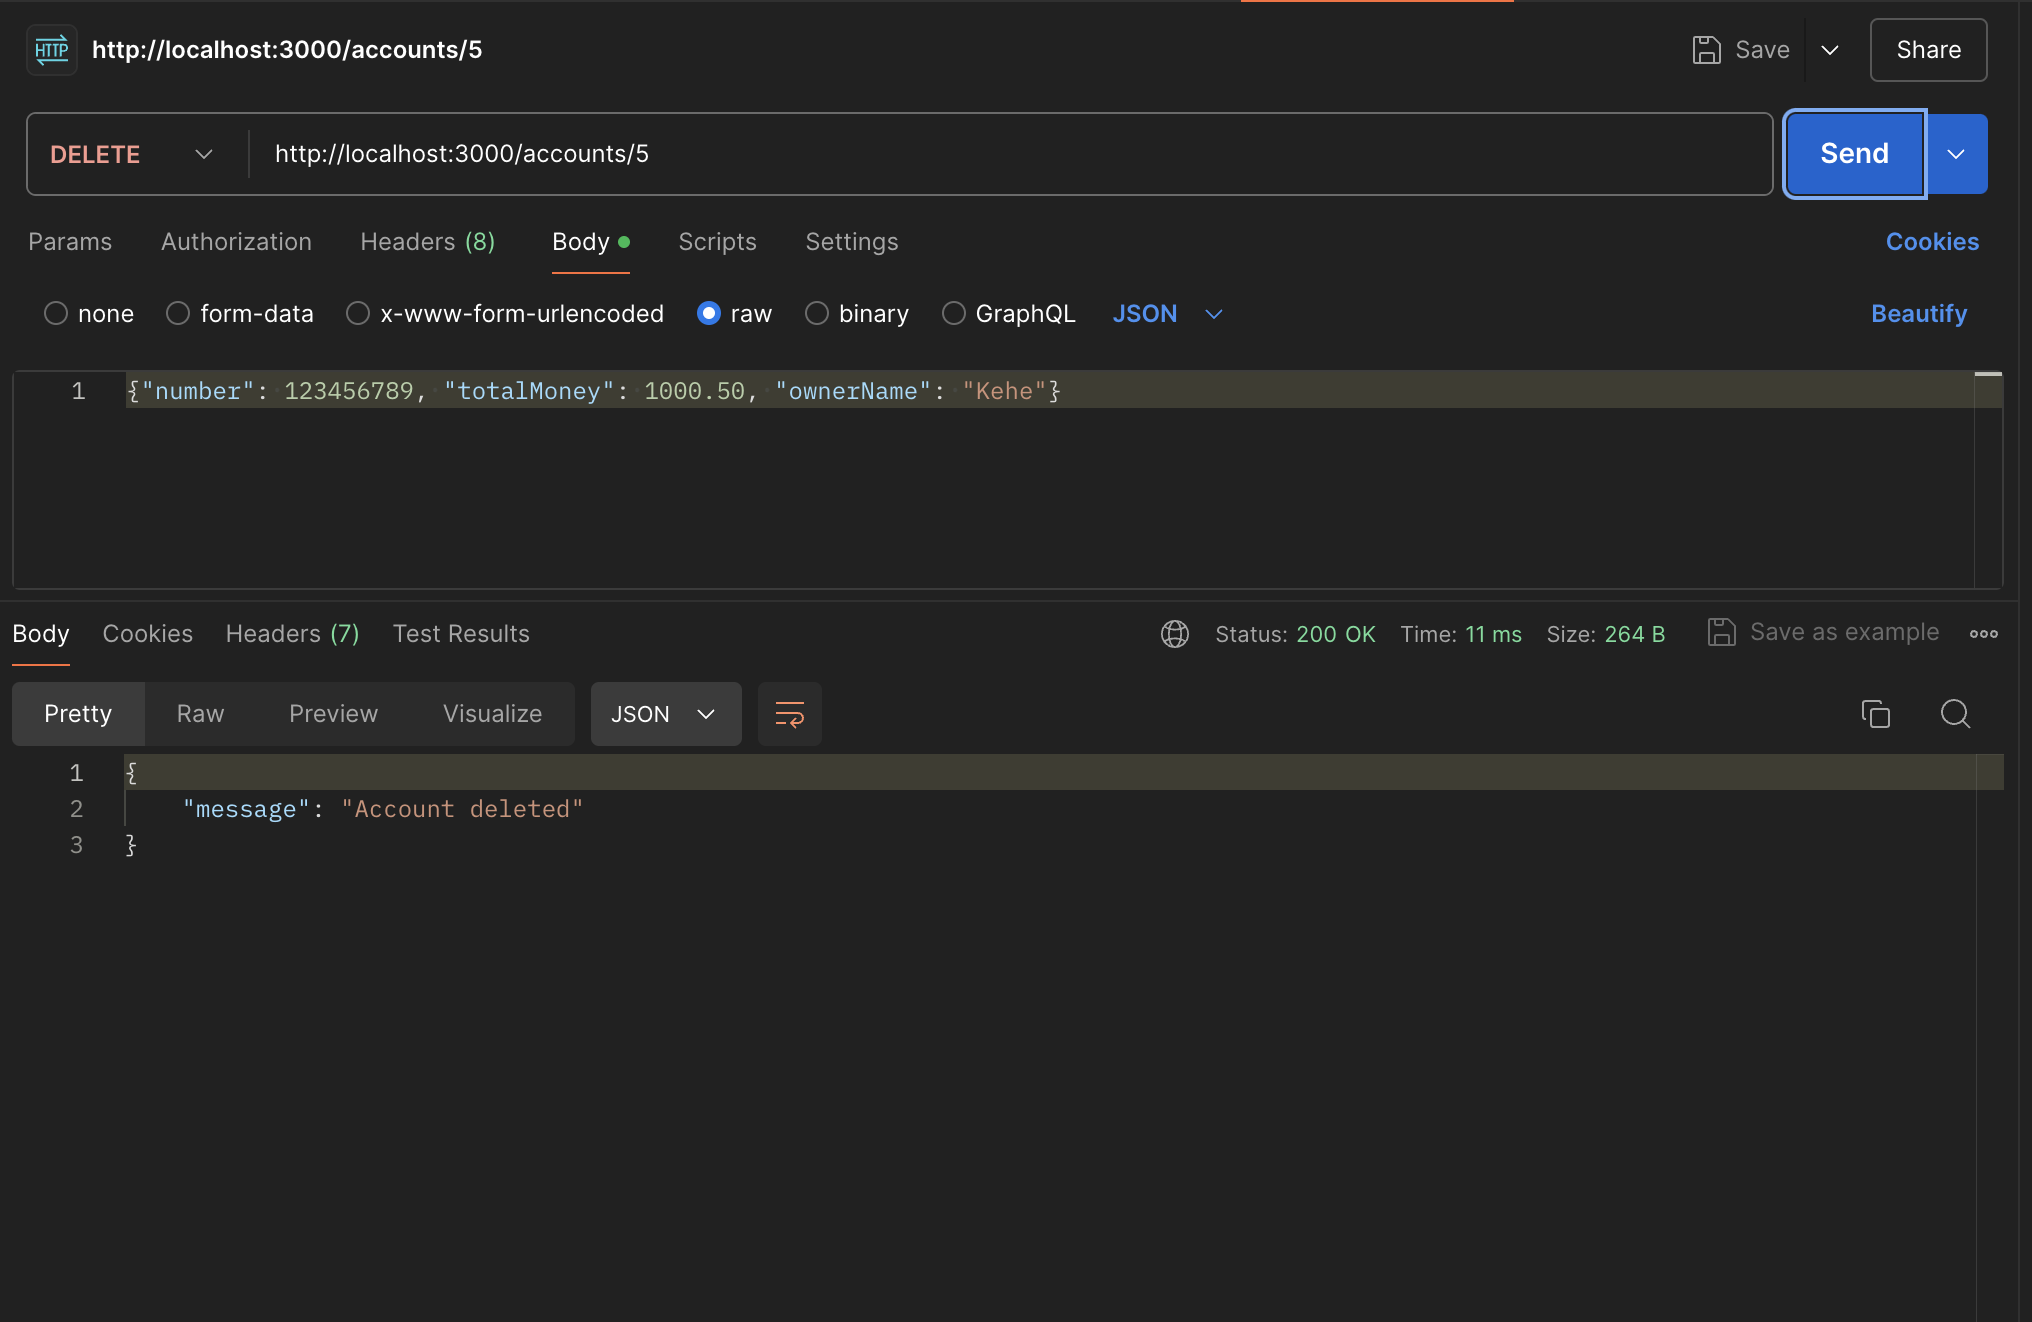 HTTP http://localhost:3000/accounts/5 Save Share
DELETE http://localhost:3000/accounts/5 Send
Params Authorization Headers (8) Body Scripts Settings Cookies
none form-data x-www-form-urlencoded raw binary GraphQL JSON Beautify
1 {"number": 123456789, "totalMoney": 1000.50, "ownerName": "Kehe"}
Body Cookies Headers (7) Test Results Status: 200 OK Time: 11 ms Size: 264 B Save as example
Pretty Raw Preview Visualize JSON
1 {
2 "message": "Account deleted"
3 }